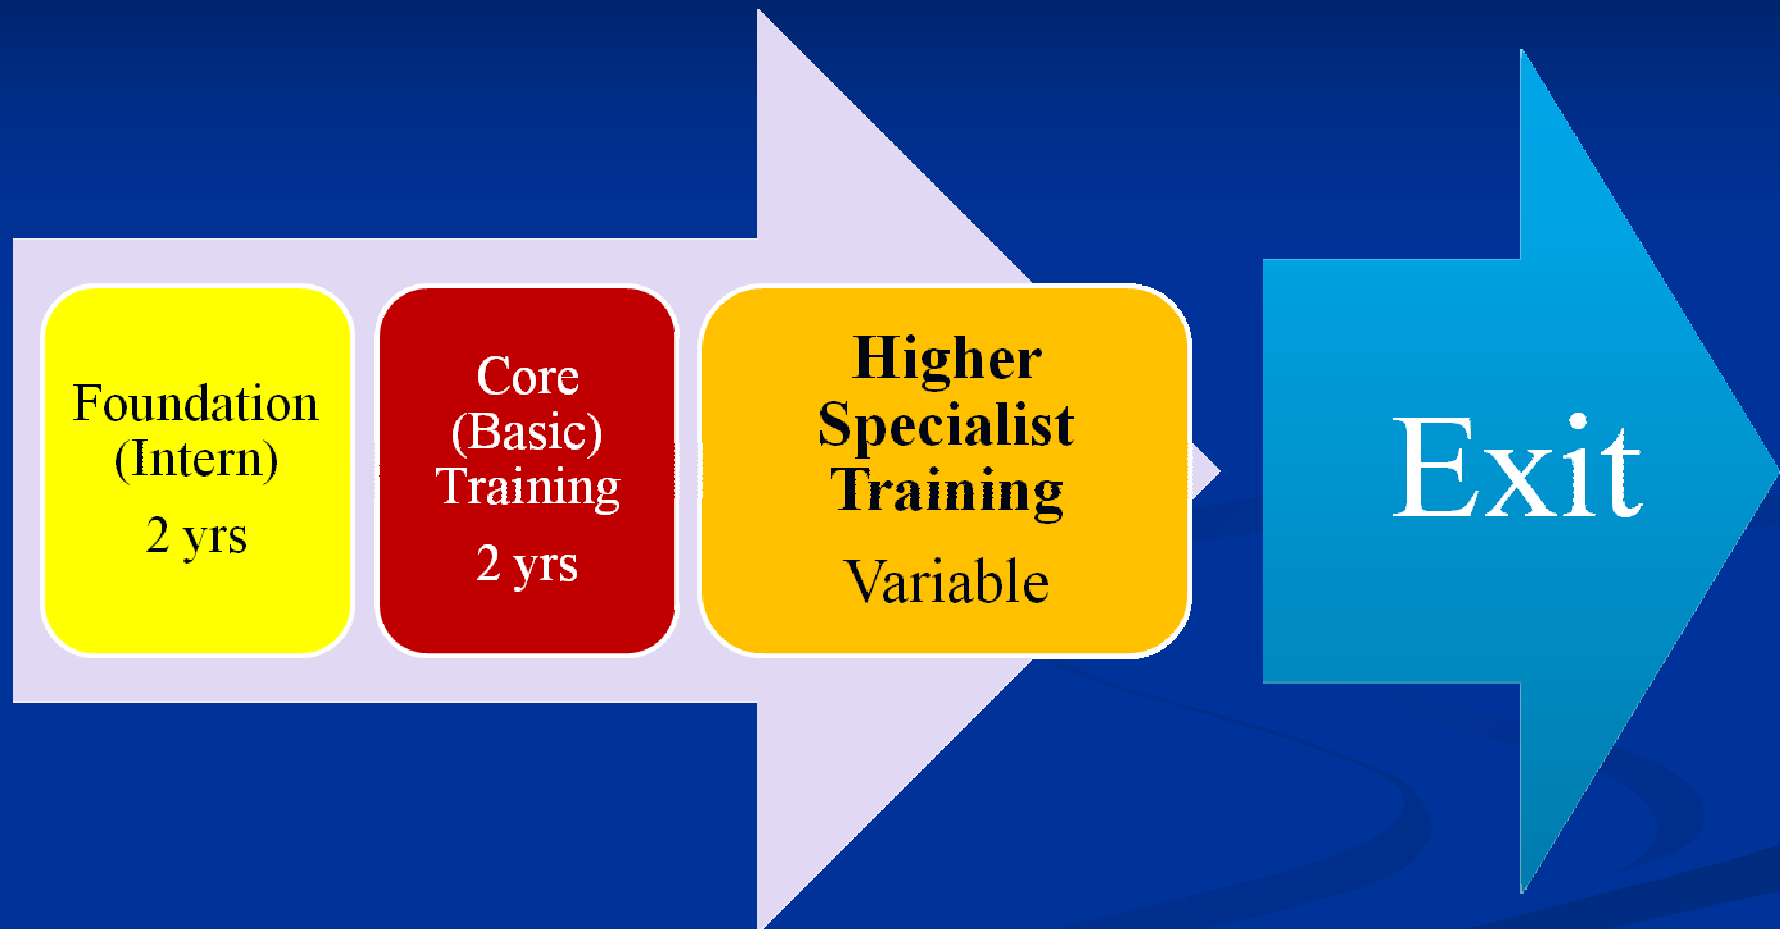 Foundation
(Intern)
2 yrs
Core
(Basic)
Training
2 yrs
Higher
Specialist
Training
Variable
Exit